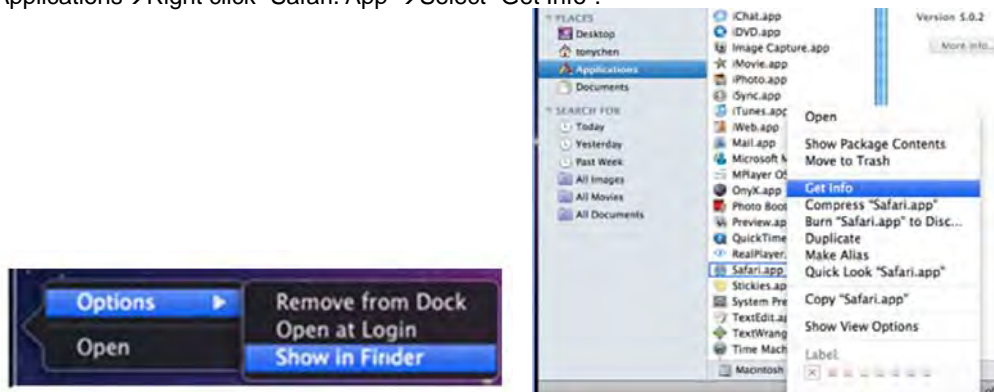 Applications→Right click "Safari. App"→Select "Get Info".
PLACES
Desktop
tonychen
Applications
Documents
SEARCH FOR
Today
Yesterday
Past Week
All Images
All Movies
All Documents
iChat.app
iDVD.app
Image Capture.app
iMovie.app
iPhoto.app
iSync.app
iTunes.app
iWeb.app
Mail.app
Microsoft M
MPlayer OS
OnyX.app
Photo Boot
Preview.ap
QuickTime
RealPlayer.
Safari.app
Stickies.ap
System Pre
TextEdit.a
TextWrang
Time Mach
Macintosh
Version 5.0.2
More Info...
Open
Show Package Contents
Move to Trash
Get Info
Compress "Safari.app"
Burn "Safari.app" to Disc...
Duplicate
Make Alias
Quick Look "Safari.app"
Copy "Safari.app"
Show View Options
Label:
Options
Open
Remove from Dock
Open at Login
Show in Finder